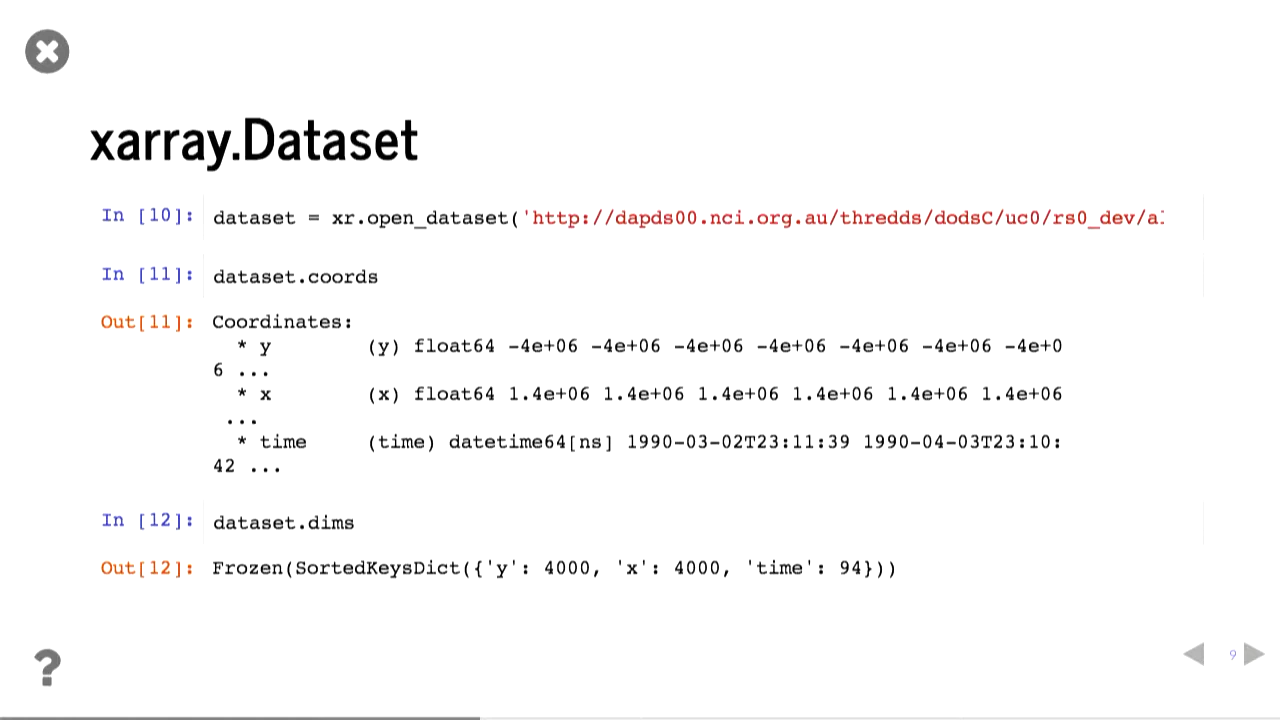 xarray.Dataset
In [10]: dataset = xr.open_dataset('http://dapds00.nci.org.au/thredds/dodsC/uc0/rs0_dev/a
In [11]: dataset.coords
Out[11]: Coordinates:
* y (y) float64 -4e+06 -4e+06 -4e+06 -4e+06 -4e+06 -4e+06 -4e+0
6 ...
* x (x) float64 1.4e+06 1.4e+06 1.4e+06 1.4e+06 1.4e+06 1.4e+06
...
* time (time) datetime64[ns] 1990-03-02T23:11:39 1990-04-03T23:10:
42 ...
In [12]: dataset.dims
Out[12]: Frozen(SortedKeysDict({'y': 4000, 'x': 4000, 'time': 94}))
?
9